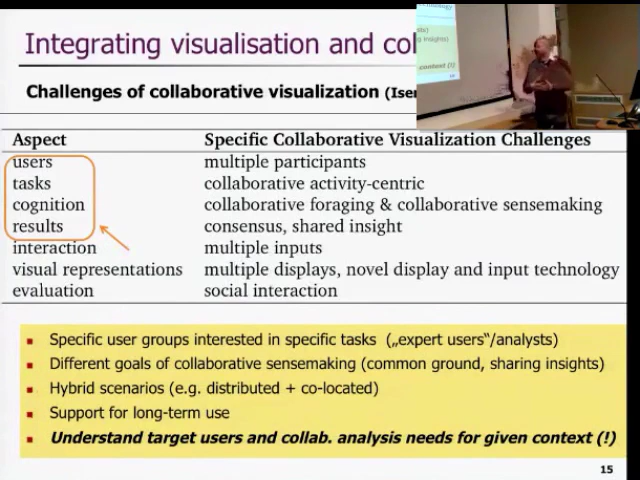 Integrating visualisation and col
Challenges of collaborative visualization (Iser
Aspect Specific Collaborative Visualization Challenges
users multiple participants
tasks collaborative activity-centric
cognition collaborative foraging & collaborative sensemaking
results consensus, shared insight
interaction multiple inputs
visual representations multiple displays, novel display and input technology
evaluation social interaction
Specific user groups interested in specific tasks („expert users“/analysts)
Different goals of collaborative sensemaking (common ground, sharing insights)
Hybrid scenarios (e.g. distributed + co-located)
Support for long-term use
Understand target users and collab. analysis needs for given context (!)
15
insights)
context (!)